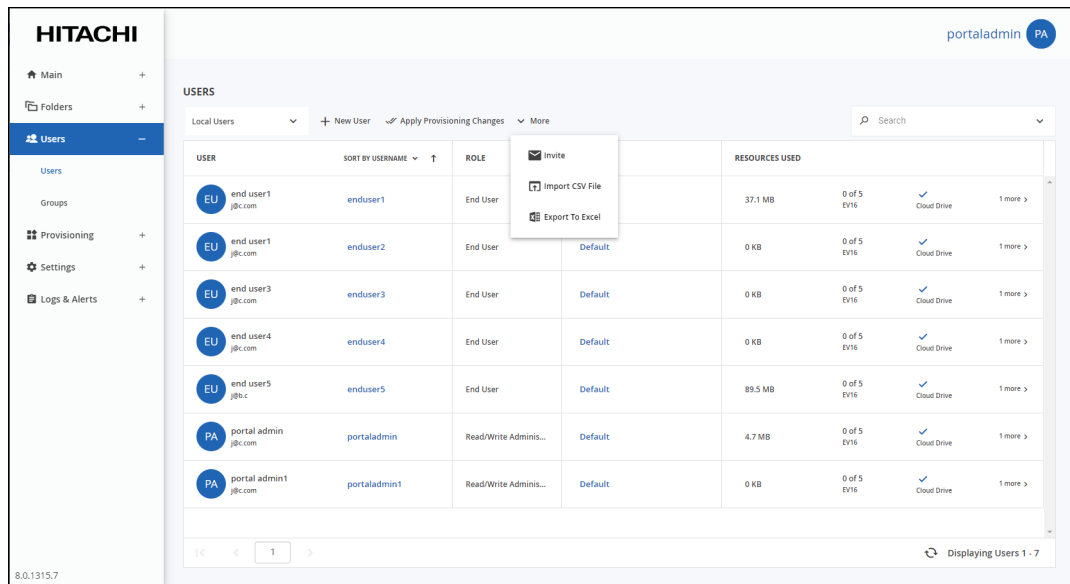 HITACHI
portaladmin PA
Main +
Folders +
Users −
Users
Groups
Provisioning +
Settings +
Logs & Alerts +
8.0.1315.7
USERS
Local Users + New User Apply Provisioning Changes More Search
Invite
Import CSV File
Export To Excel
USER SORT BY USERNAME ↑ ROLE RESOURCES USED
EU end user1 j@c.com enduser1 End User 37.1 MB 0 of 5 EV16 Cloud Drive 1 more >
EU end user1 j@c.com enduser2 End User Default 0 KB 0 of 5 EV16 Cloud Drive 1 more >
EU end user3 j@c.com enduser3 End User Default 0 KB 0 of 5 EV16 Cloud Drive 1 more >
EU end user4 j@c.com enduser4 End User Default 0 KB 0 of 5 EV16 Cloud Drive 1 more >
EU end user5 j@b.c enduser5 End User Default 89.5 MB 0 of 5 EV16 Cloud Drive 1 more >
PA portal admin j@c.com portaladmin Read/Write Adminis... Default 4.7 MB 0 of 5 EV16 Cloud Drive 1 more >
PA portal admin1 j@c.com portaladmin1 Read/Write Adminis... Default 0 KB 0 of 5 EV16 Cloud Drive 1 more >
1 Displaying Users 1 - 7